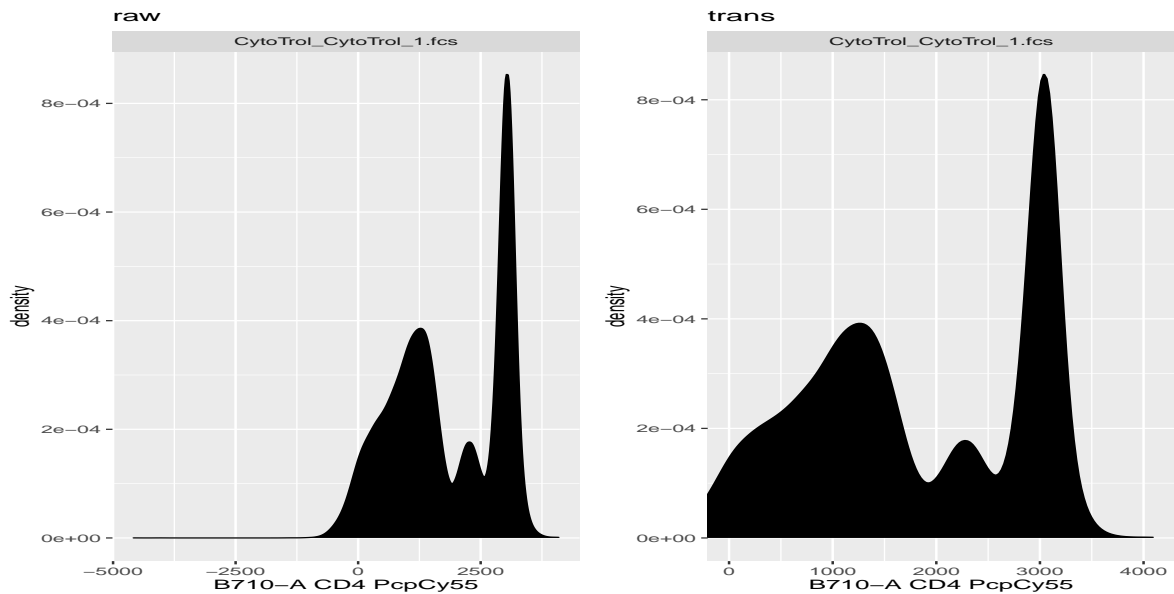 raw
CytoTrol_CytoTrol_1.fcs
density
8e−04
6e−04
4e−04
2e−04
0e+00
−5000 −2500 0 2500
B710−A CD4 PcpCy55
trans
CytoTrol_CytoTrol_1.fcs
density
8e−04
6e−04
4e−04
2e−04
0e+00
0 1000 2000 3000 4000
B710−A CD4 PcpCy55